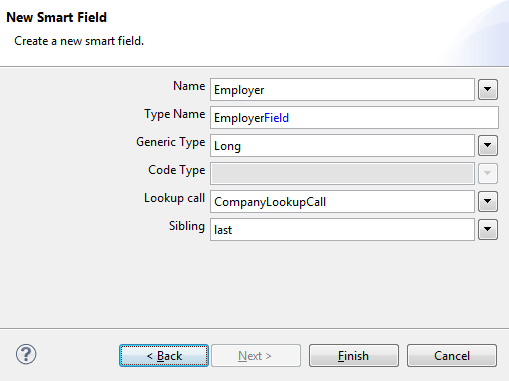 New Smart Field
Create a new smart field.
Name Employer
Type Name EmployerField
Generic Type Long
Code Type
Lookup call CompanyLookupCall
Sibling last
? < Back Next > Finish Cancel